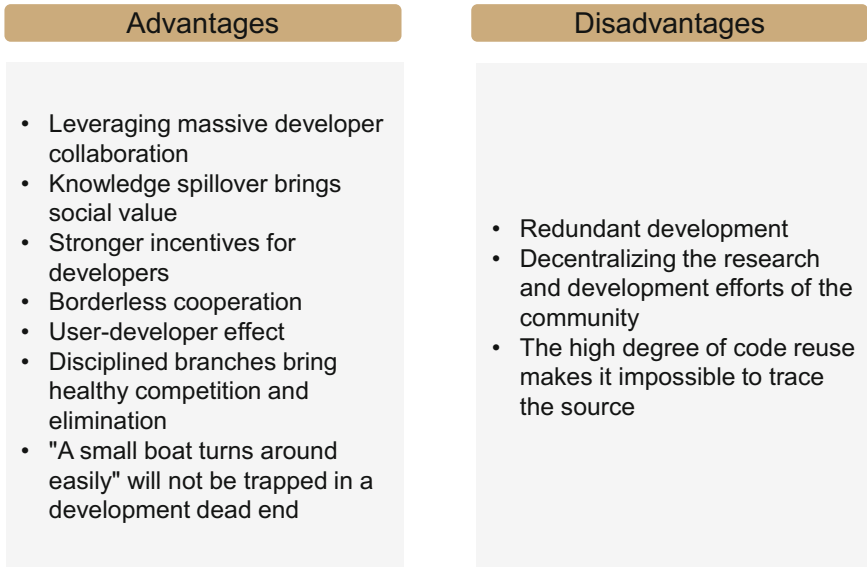 Advantages
• Leveraging massive developer
collaboration
• Knowledge spillover brings
social value
• Stronger incentives for
developers
• Borderless cooperation
• User-developer effect
• Disciplined branches bring
healthy competition and
elimination
• "A small boat turns around
easily" will not be trapped in a
development dead end
Disadvantages
• Redundant development
• Decentralizing the research
and development efforts of the
community
• The high degree of code reuse
makes it impossible to trace
the source